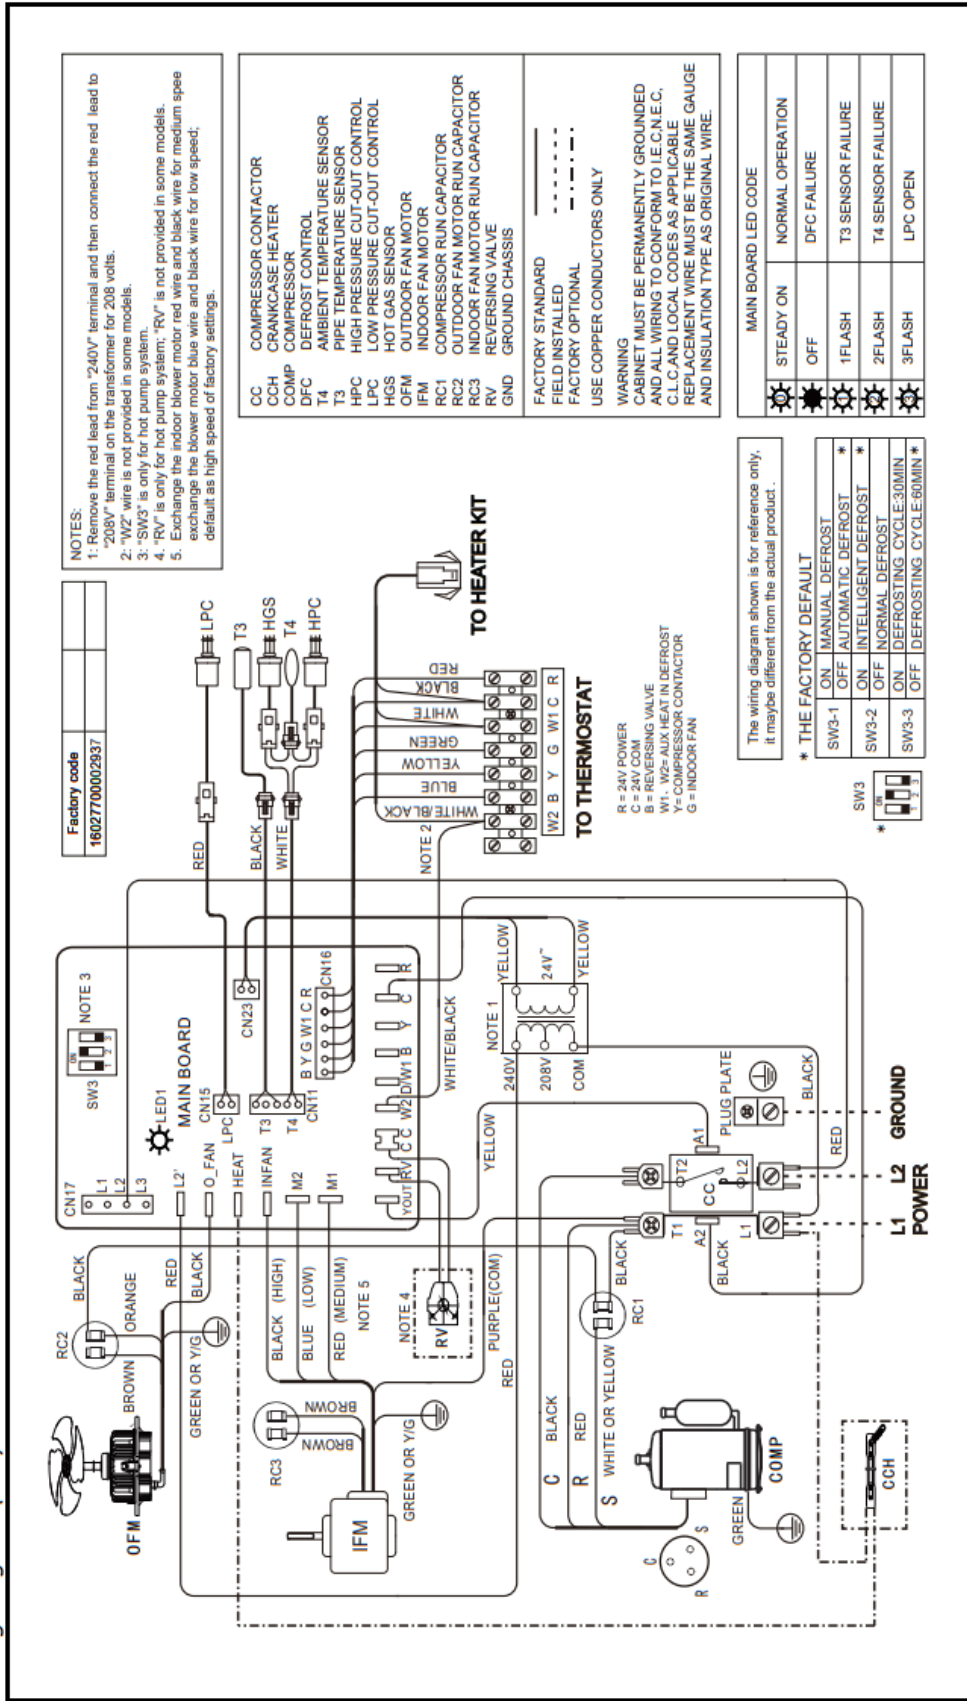 Factory code
16027700002937
NOTES:
1: Remove the red lead from "240V" terminal and then connect the red lead to
"208V" terminal on the transformer for 208 volts.
2: "W2" wire is not provided in some models.
3: "SW3" is only for hot pump system.
4. "RV" is only for hot pump system; "RV" is not provided in some models.
5. Exchange the indoor blower motor red wire and black wire for medium spee
exchange the blower motor blue wire and black wire for low speed;
default as high speed of factory settings.
CC COMPRESSOR CONTACTOR
CCH CRANKCASE HEATER
COMP COMPRESSOR
DFC DEFROST CONTROL
T4 AMBIENT TEMPERATURE SENSOR
T3 PIPE TEMPERATURE SENSOR
HPC HIGH PRESSURE CUT-OUT CONTROL
LPC LOW PRESSURE CUT-OUT CONTROL
HGS HOT GAS SENSOR
OFM OUTDOOR FAN MOTOR
IFM INDOOR FAN MOTOR
RC1 COMPRESSOR RUN CAPACITOR
RC2 OUTDOOR FAN MOTOR RUN CAPACITOR
RC3 INDOOR FAN MOTOR RUN CAPACITOR
RV REVERSING VALVE
GND GROUND CHASSIS
FACTORY STANDARD
FIELD INSTALLED
FACTORY OPTIONAL
USE COPPER CONDUCTORS ONLY
WARNING
CABINET MUST BE PERMANENTLY GROUNDED
AND ALL WIRING TO CONFORM TO I.E.C,N.E.C,
C.L.C,AND LOCAL CODES AS APPLICABLE
REPLACEMENT WIRE MUST BE THE SAME GAUGE
AND INSULATION TYPE AS ORIGINAL WIRE.
MAIN BOARD LED CODE
0 STEADY ON NORMAL OPERATION
OFF DFC FAILURE
1 1FLASH T3 SENSOR FAILURE
2 2FLASH T4 SENSOR FAILURE
3 3FLASH LPC OPEN
The wiring diagram shown is for reference only,
it maybe different from the actual product .
* THE FACTORY DEFAULT
SW3-1 ON MANUAL DEFROST
OFF AUTOMATIC DEFROST *
SW3-2 ON INTELLIGENT DEFROST *
OFF NORMAL DEFROST
SW3-3 ON DEFROSTING CYCLE:30MIN
OFF DEFROSTING CYCLE:60MIN *
SW3
*
ON
1 2 3
LPC
T3
HGS
T4
HPC
RED
BLACK
WHITE
TO HEATER KIT
WHITE/BLACK
BLUE
YELLOW
GREEN
WHITE
BLACK
RED
NOTE 2
W2 B Y G W1 C R
TO THERMOSTAT
R = 24V POWER
C = 24V COM
B = REVERSING VALVE
W1、W2= AUX HEAT IN DEFROST
Y= COMPRESSOR CONTACTOR
G = INDOOR FAN
CN17
L1
L2
L3
SW3
ON
1 2 3
NOTE 3
LED1
MAIN BOARD
L2'
O_FAN
HEAT
INFAN
M2
M1
CN15
LPC
T3
T4
CN11
CN23
B Y G W1 C R
CN16
YOUT RV C C W2 D/W1 B Y C R
WHITE/BLACK
YELLOW
NOTE 1
YELLOW
YELLOW
240V
208V
COM
24V~
OFM
RC2
BLACK
BROWN
ORANGE
RED
BLACK
GREEN OR Y/G
BLACK (HIGH)
BLUE (LOW)
RED (MEDIUM)
NOTE 5
RC3
BROWN
BROWN
IFM
GREEN OR Y/G
NOTE 4
RV
PURPLE(COM)
RED
C BLACK
R RED
S WHITE OR YELLOW
BLACK
RC1
C
R
S
GREEN
COMP
CCH
T2
T1
CC
A1
A2
L1
L2
BLACK
PLUG PLATE
BLACK
RED
L1 L2 GROUND
POWER